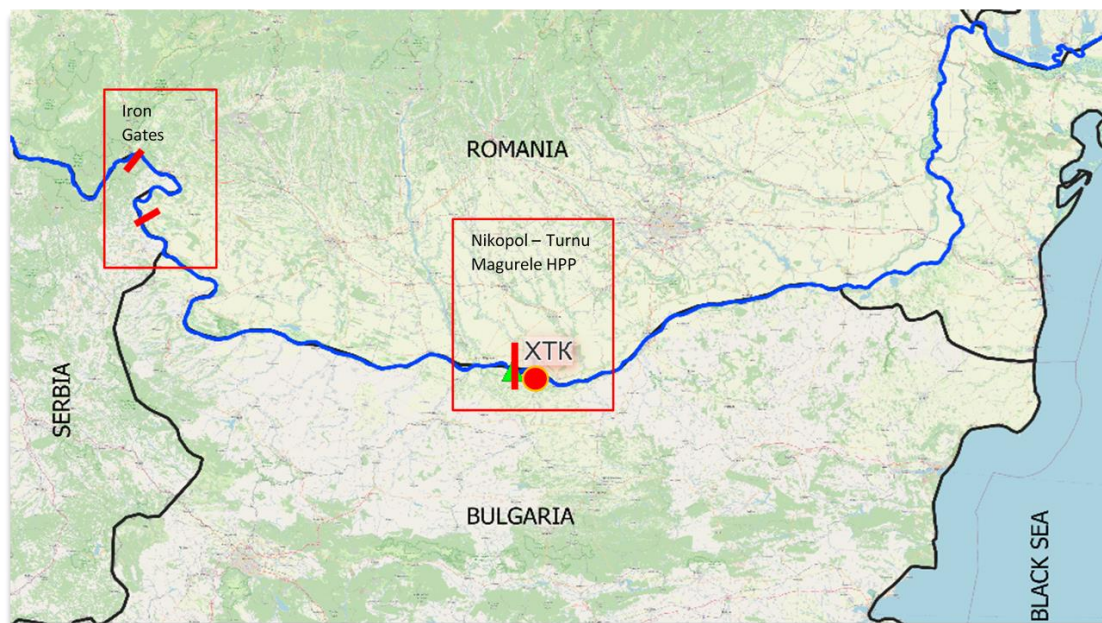 Iron
Gates
ROMANIA
Nikopol – Turnu
Magurele HPP
ХТК
SERBIA
BULGARIA
BLACK SEA